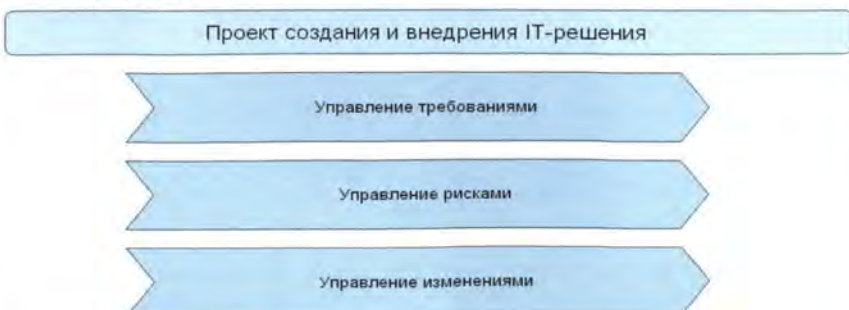 Проект создания и внедрения IT-решения
Управление требованиями
Управление рисками
Управление изменениями